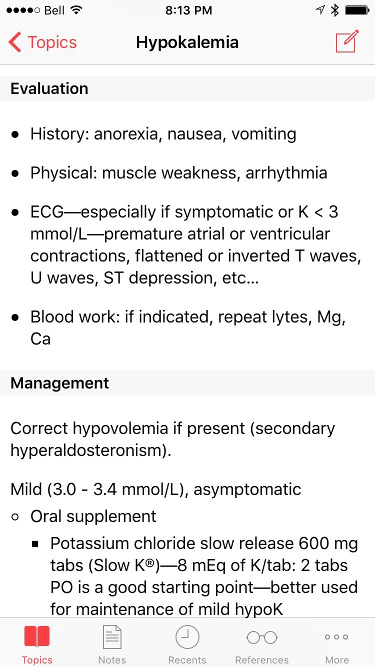 Bell 8:13 PM
Topics Hypokalemia
Evaluation
● History: anorexia, nausea, vomiting
● Physical: muscle weakness, arrhythmia
● ECG—especially if symptomatic or K < 3
mmol/L—premature atrial or ventricular
contractions, flattened or inverted T waves,
U waves, ST depression, etc...
● Blood work: if indicated, repeat lytes, Mg,
Ca
Management
Correct hypovolemia if present (secondary
hyperaldosteronism).
Mild (3.0 - 3.4 mmol/L), asymptomatic
○ Oral supplement
■ Potassium chloride slow release 600 mg
tabs (Slow K®)—8 mEq of K/tab: 2 tabs
PO is a good starting point—better used
for maintenance of mild hypoK
Topics Notes Recents References More